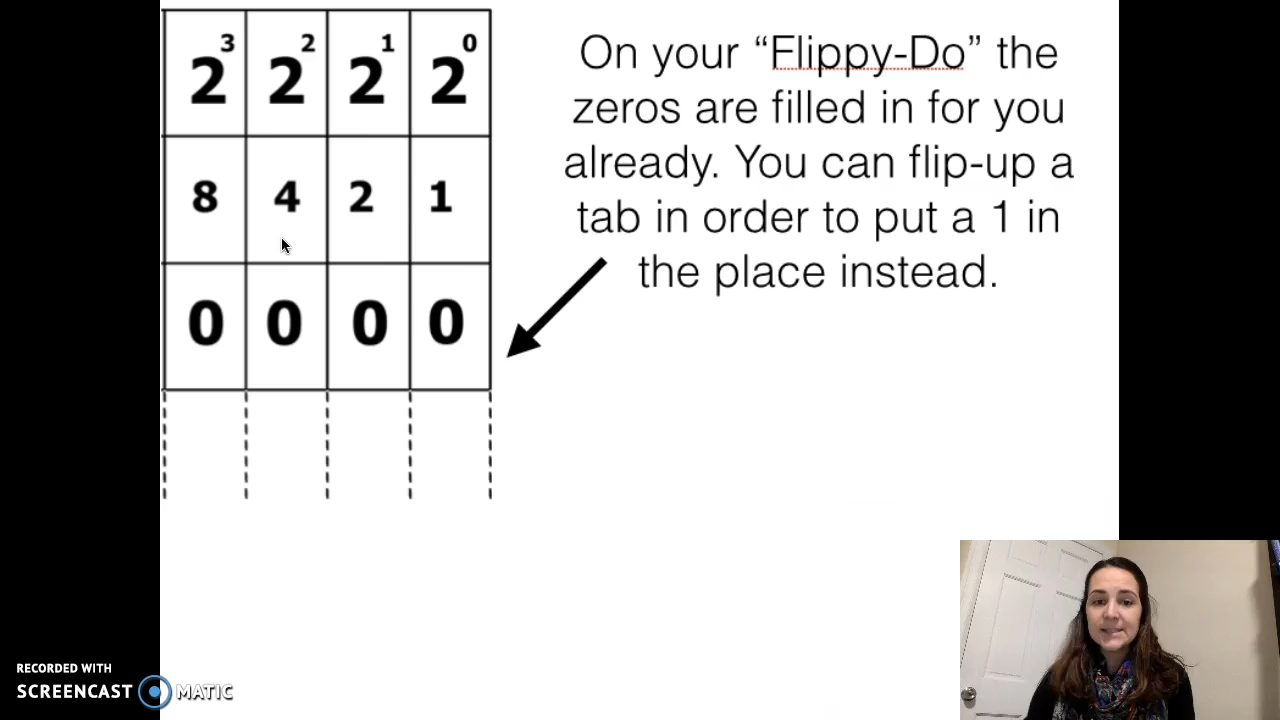 2³ 2² 2¹ 2⁰
8 4 2 1
0 0 0 0
On your “Flippy-Do” the
zeros are filled in for you
already. You can flip-up a
tab in order to put a 1 in
the place instead.
RECORDED WITH
SCREENCAST MATIC